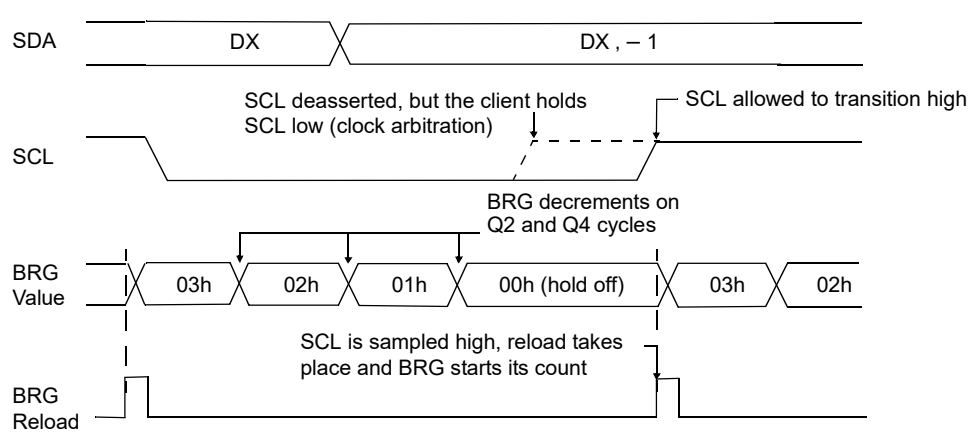 SDA
DX
DX , – 1
SCL deasserted, but the client holds
SCL low (clock arbitration)
SCL allowed to transition high
SCL
BRG decrements on
Q2 and Q4 cycles
BRG
Value
03h
02h
01h
00h (hold off)
03h
02h
SCL is sampled high, reload takes
place and BRG starts its count
BRG
Reload